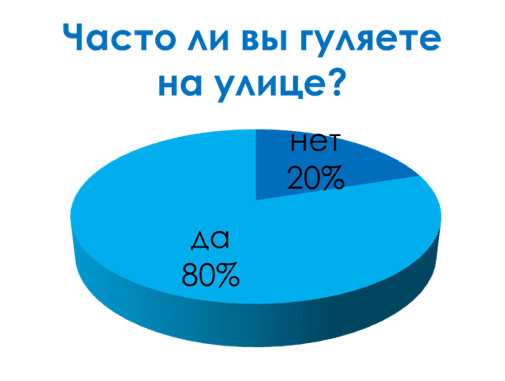 Часто ли вы гуляете
на улице?
нет
20%
да
80%